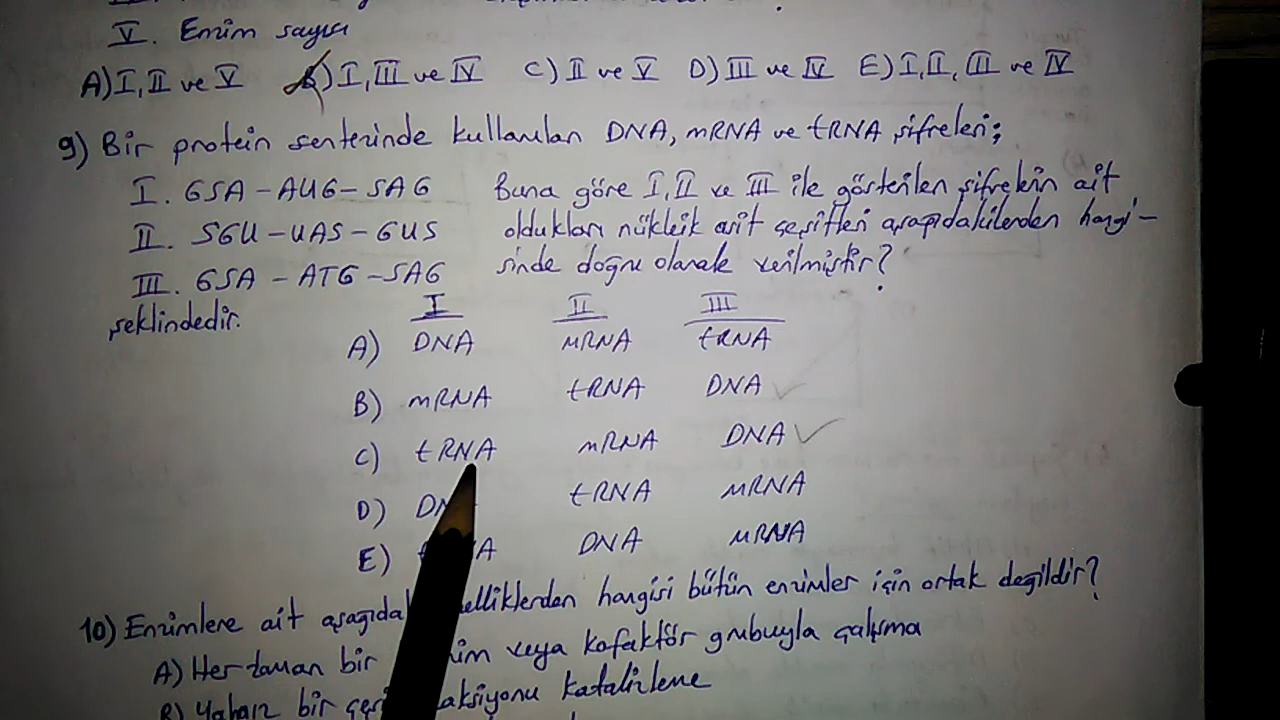 V. Enzim sayısı
A) I, II ve V B) I, III ve IV C) II ve V D) III ve IV E) I, II, III ve IV
9) Bir protein sentezinde kullanılan DNA, mRNA ve tRNA şifreleri;
I. GSA - AUG - SAG
II. SGU - UAS - GUS
III. GSA - ATG - SAG
şeklindedir.
Buna göre I, II ve III ile gösterilen şifrelerin ait
oldukları nükleik asit çeşitleri aşağıdakilerden hangi-
sinde doğru olarak verilmiştir?
I II III
A) DNA mRNA tRNA
B) mRNA tRNA DNA
C) tRNA mRNA DNA
D) tRNA mRNA
E) DNA mRNA
10) Enzimlere ait hangisi bütün enzimler için ortak değildir?
A) Her zaman bir veya kofaktör grubuyla çalışma
B) Yalnız bir katalizleme